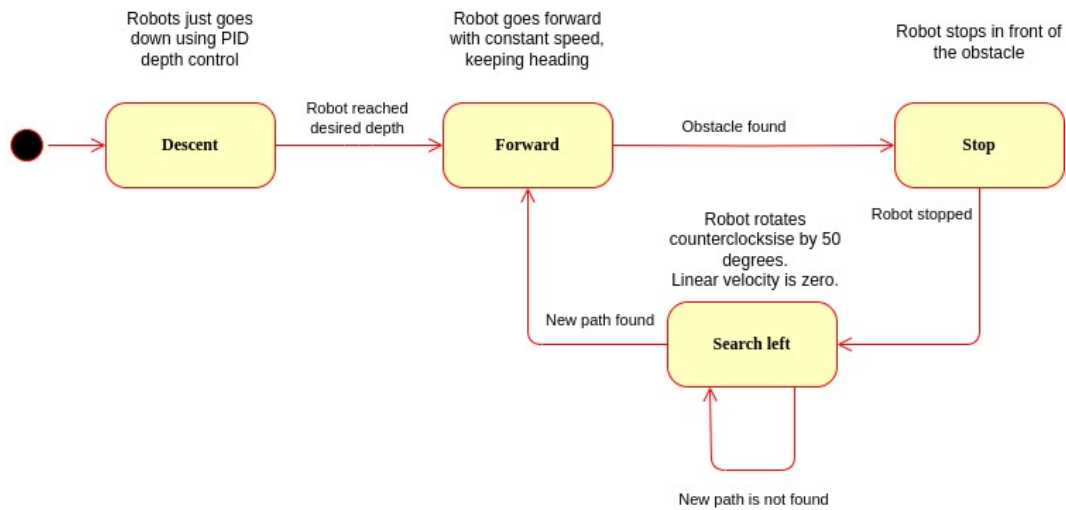 Robots just goes
down using PID
depth control
Robot goes forward
with constant speed,
keeping heading
Robot stops in front of
the obstacle
Descent
Robot reached
desired depth
Forward
Obstacle found
Stop
Robot stopped
Robot rotates
counterclocksise by 50
degrees.
Linear velocity is zero.
New path found
Search left
New path is not found